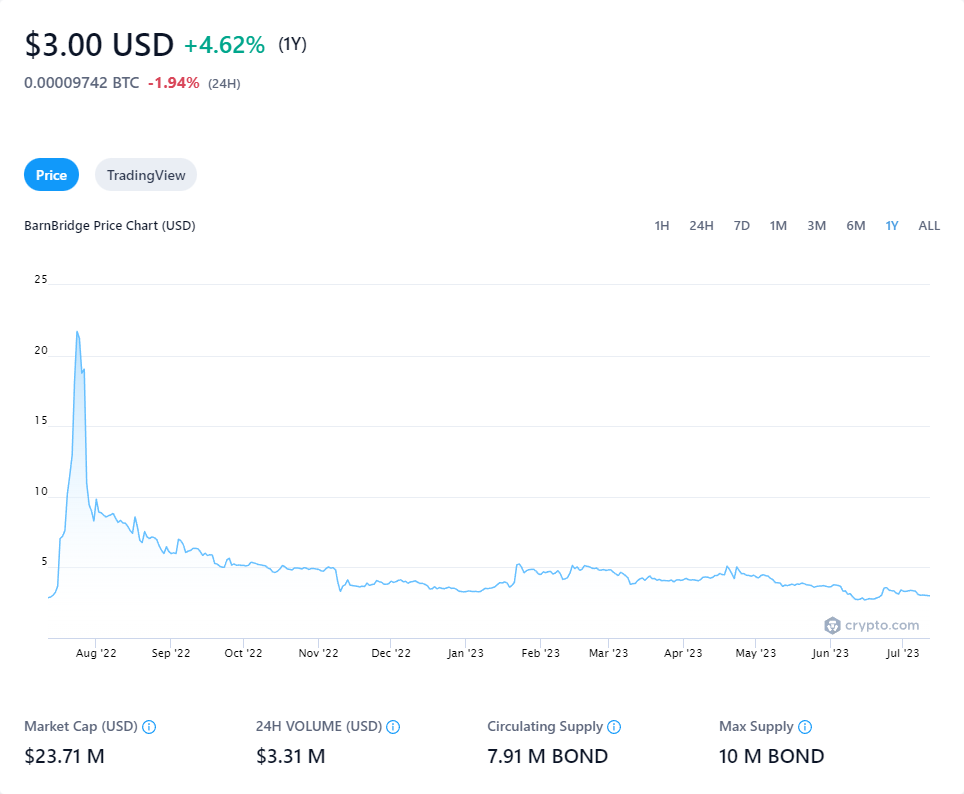 $3.00 USD +4.62% (1Y)
0.00009742 BTC -1.94% (24H)
Price TradingView
BarnBridge Price Chart (USD) 1H 24H 7D 1M 3M 6M 1Y ALL
25
20
15
10
5
crypto.com
Aug '22 Sep '22 Oct '22 Nov '22 Dec '22 Jan '23 Feb '23 Mar '23 Apr '23 May '23 Jun '23 Jul '23
Market Cap (USD) 24H VOLUME (USD) Circulating Supply Max Supply
$23.71 M $3.31 M 7.91 M BOND 10 M BOND